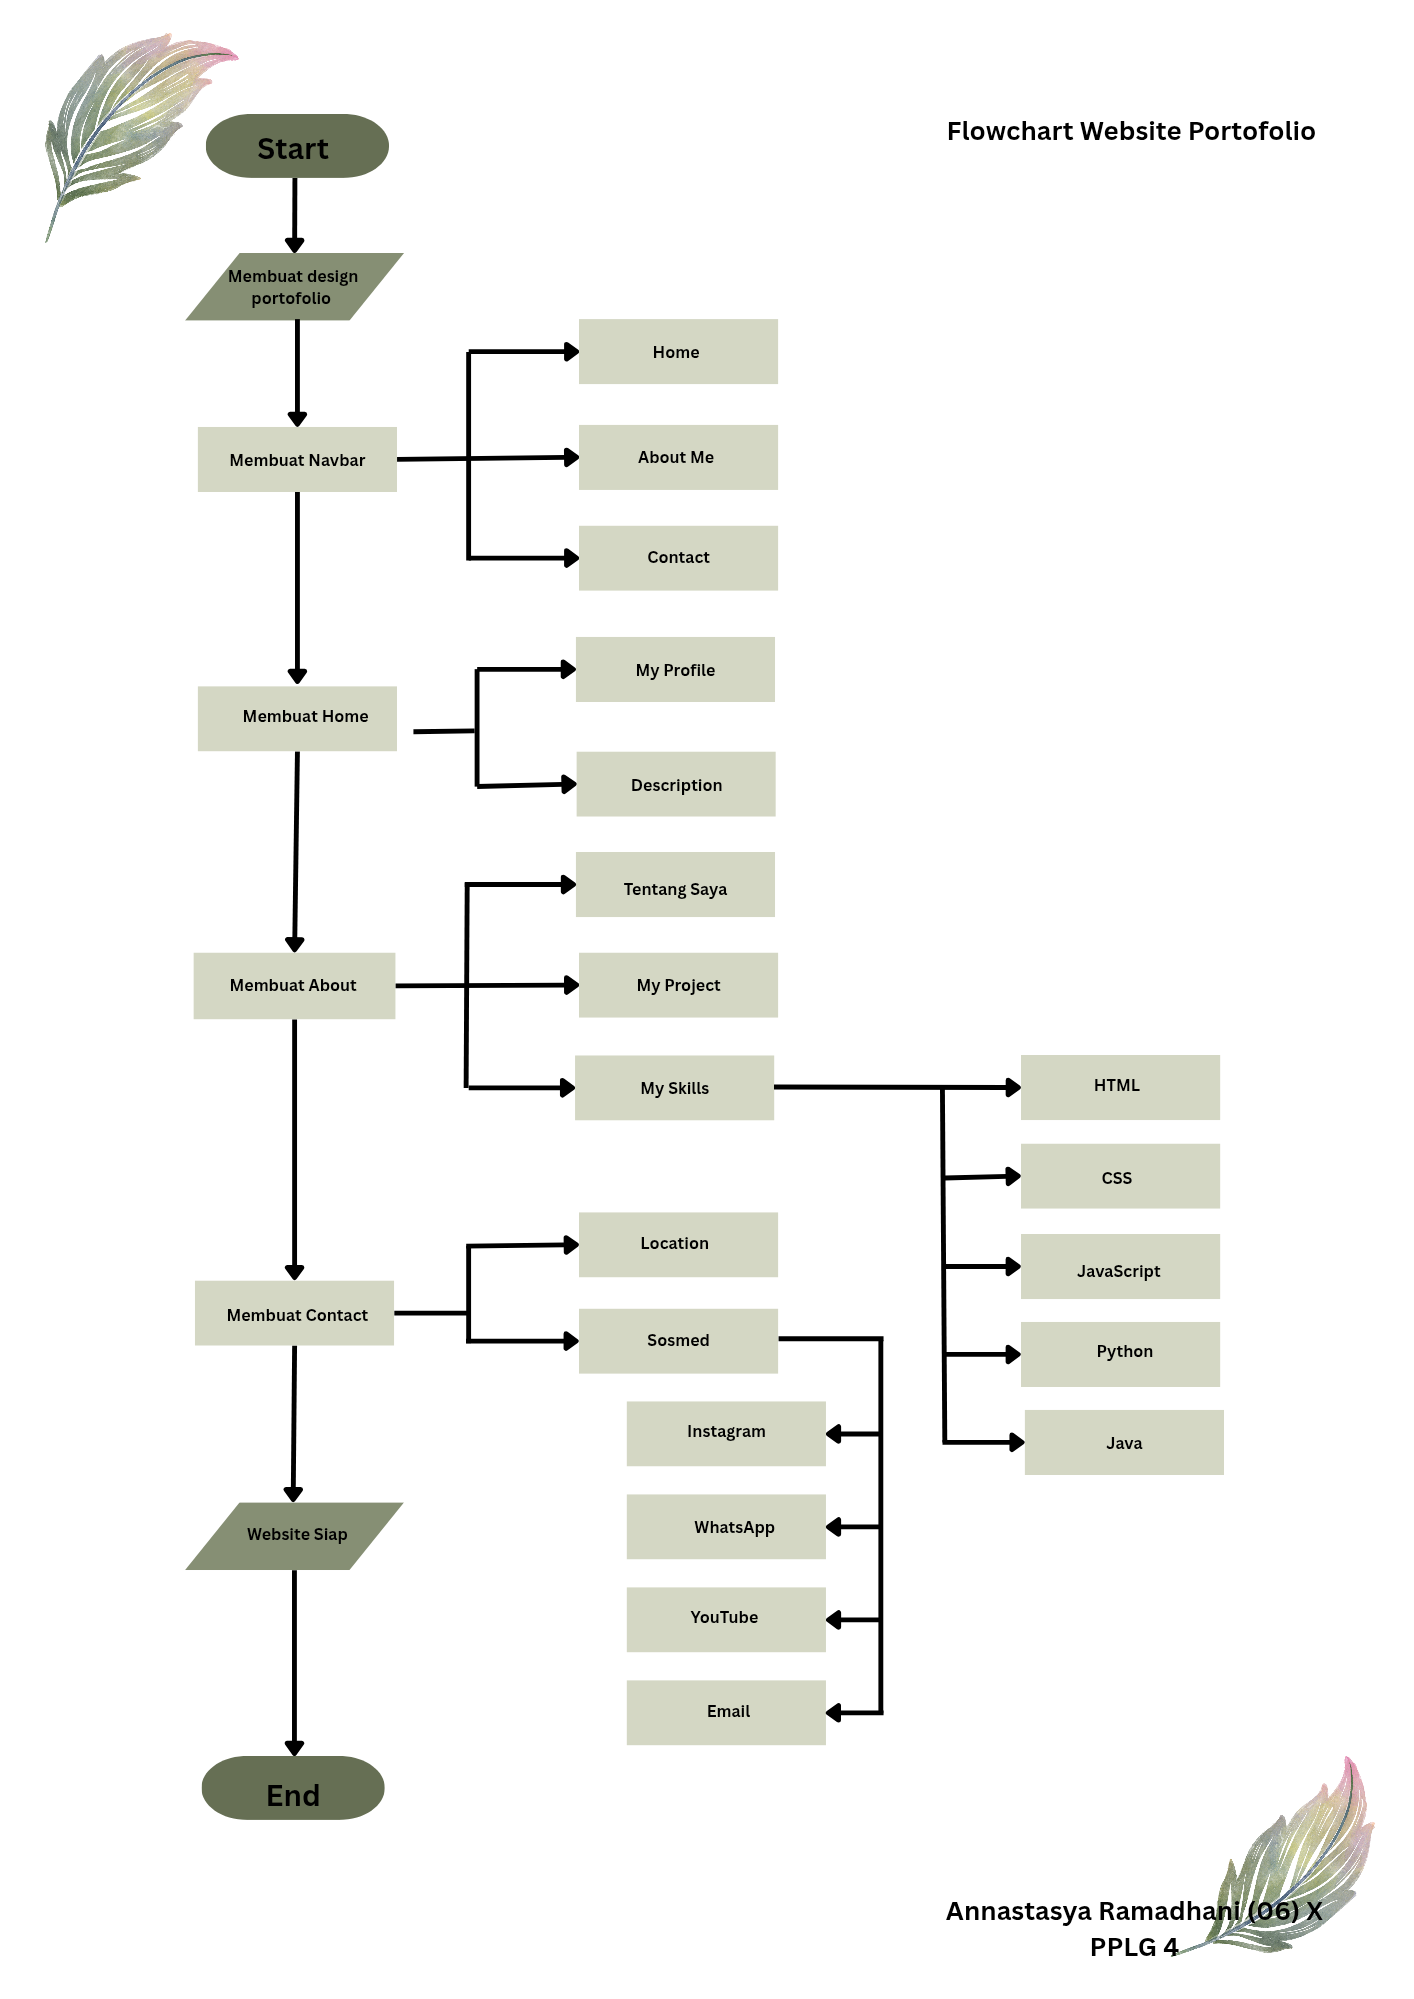 Flowchart Website Portofolio
Start
Membuat design
portofolio
Membuat Navbar
Home
About Me
Contact
Membuat Home
My Profile
Description
Membuat About
Tentang Saya
My Project
My Skills
HTML
CSS
JavaScript
Python
Java
Membuat Contact
Location
Sosmed
Instagram
WhatsApp
YouTube
Email
Website Siap
End
Annastasya Ramadhani (06) X
PPLG 4